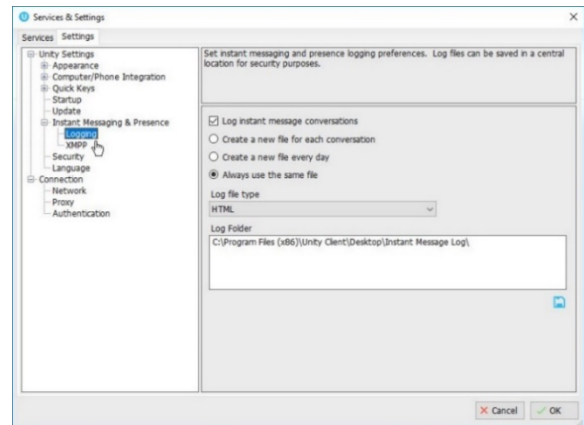 Services & Settings
Services Settings
Unity Settings
Appearance
Computer/Phone Integration
Quick Keys
Startup
Update
Instant Messaging & Presence
Logging
XMPP
Security
Language
Connection
Network
Proxy
Authentication
Set instant messaging and presence logging preferences. Log files can be saved in a central
location for security purposes.
Log instant message conversations
Create a new file for each conversation
Create a new file every day
Always use the same file
Log file type
HTML
Log Folder
C:\Program Files (x86)\Unity Client\Desktop\Instant Message Log\
Cancel OK